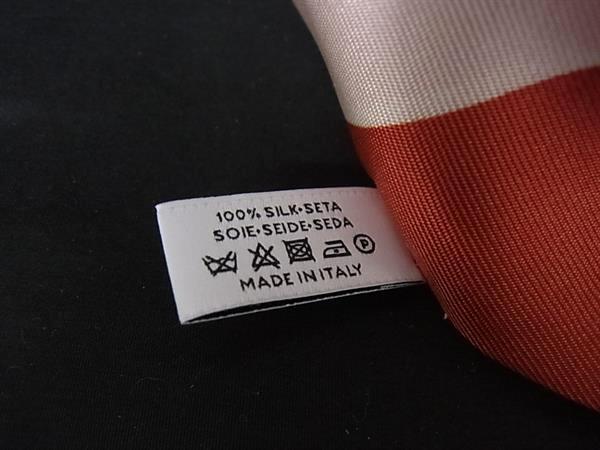 100% SILK·SETA
SOIE·SEIDE·SEDA
P
MADE IN ITALY